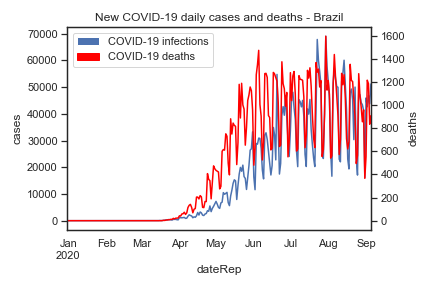 New COVID-19 daily cases and deaths - Brazil
COVID-19 infections
COVID-19 deaths
70000
60000
50000
40000
30000
20000
10000
0
cases
1600
1400
1200
1000
800
600
400
200
0
deaths
Jan Feb Mar Apr May Jun Jul Aug Sep
2020
dateRep